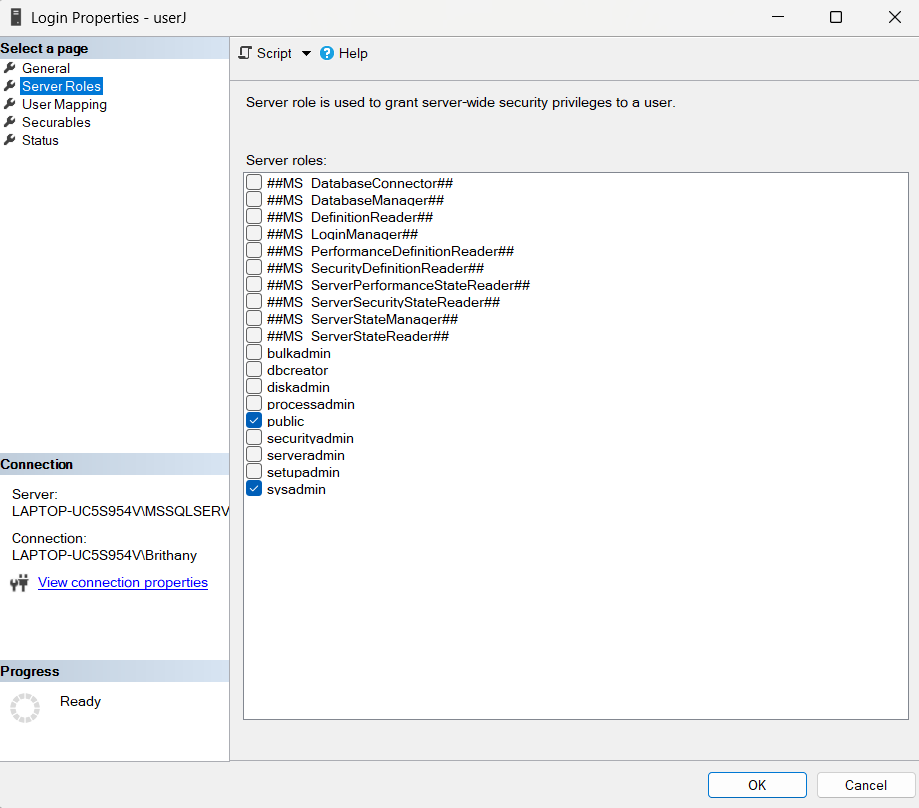 Login Properties - userJ
Select a page
General
Server Roles
User Mapping
Securables
Status
Connection
Server:
LAPTOP-UC5S954V\MSSQLSERV
Connection:
LAPTOP-UC5S954V\Brithany
View connection properties
Progress
Ready
Script
Help
Server role is used to grant server-wide security privileges to a user.
Server roles:
##MS_DatabaseConnector##
##MS_DatabaseManager##
##MS_DefinitionReader##
##MS_LoginManager##
##MS_PerformanceDefinitionReader##
##MS_SecurityDefinitionReader##
##MS_ServerPerformanceStateReader##
##MS_ServerSecurityStateReader##
##MS_ServerStateManager##
##MS_ServerStateReader##
bulkadmin
dbcreator
diskadmin
processadmin
public
securityadmin
serveradmin
setupadmin
sysadmin
OK
Cancel